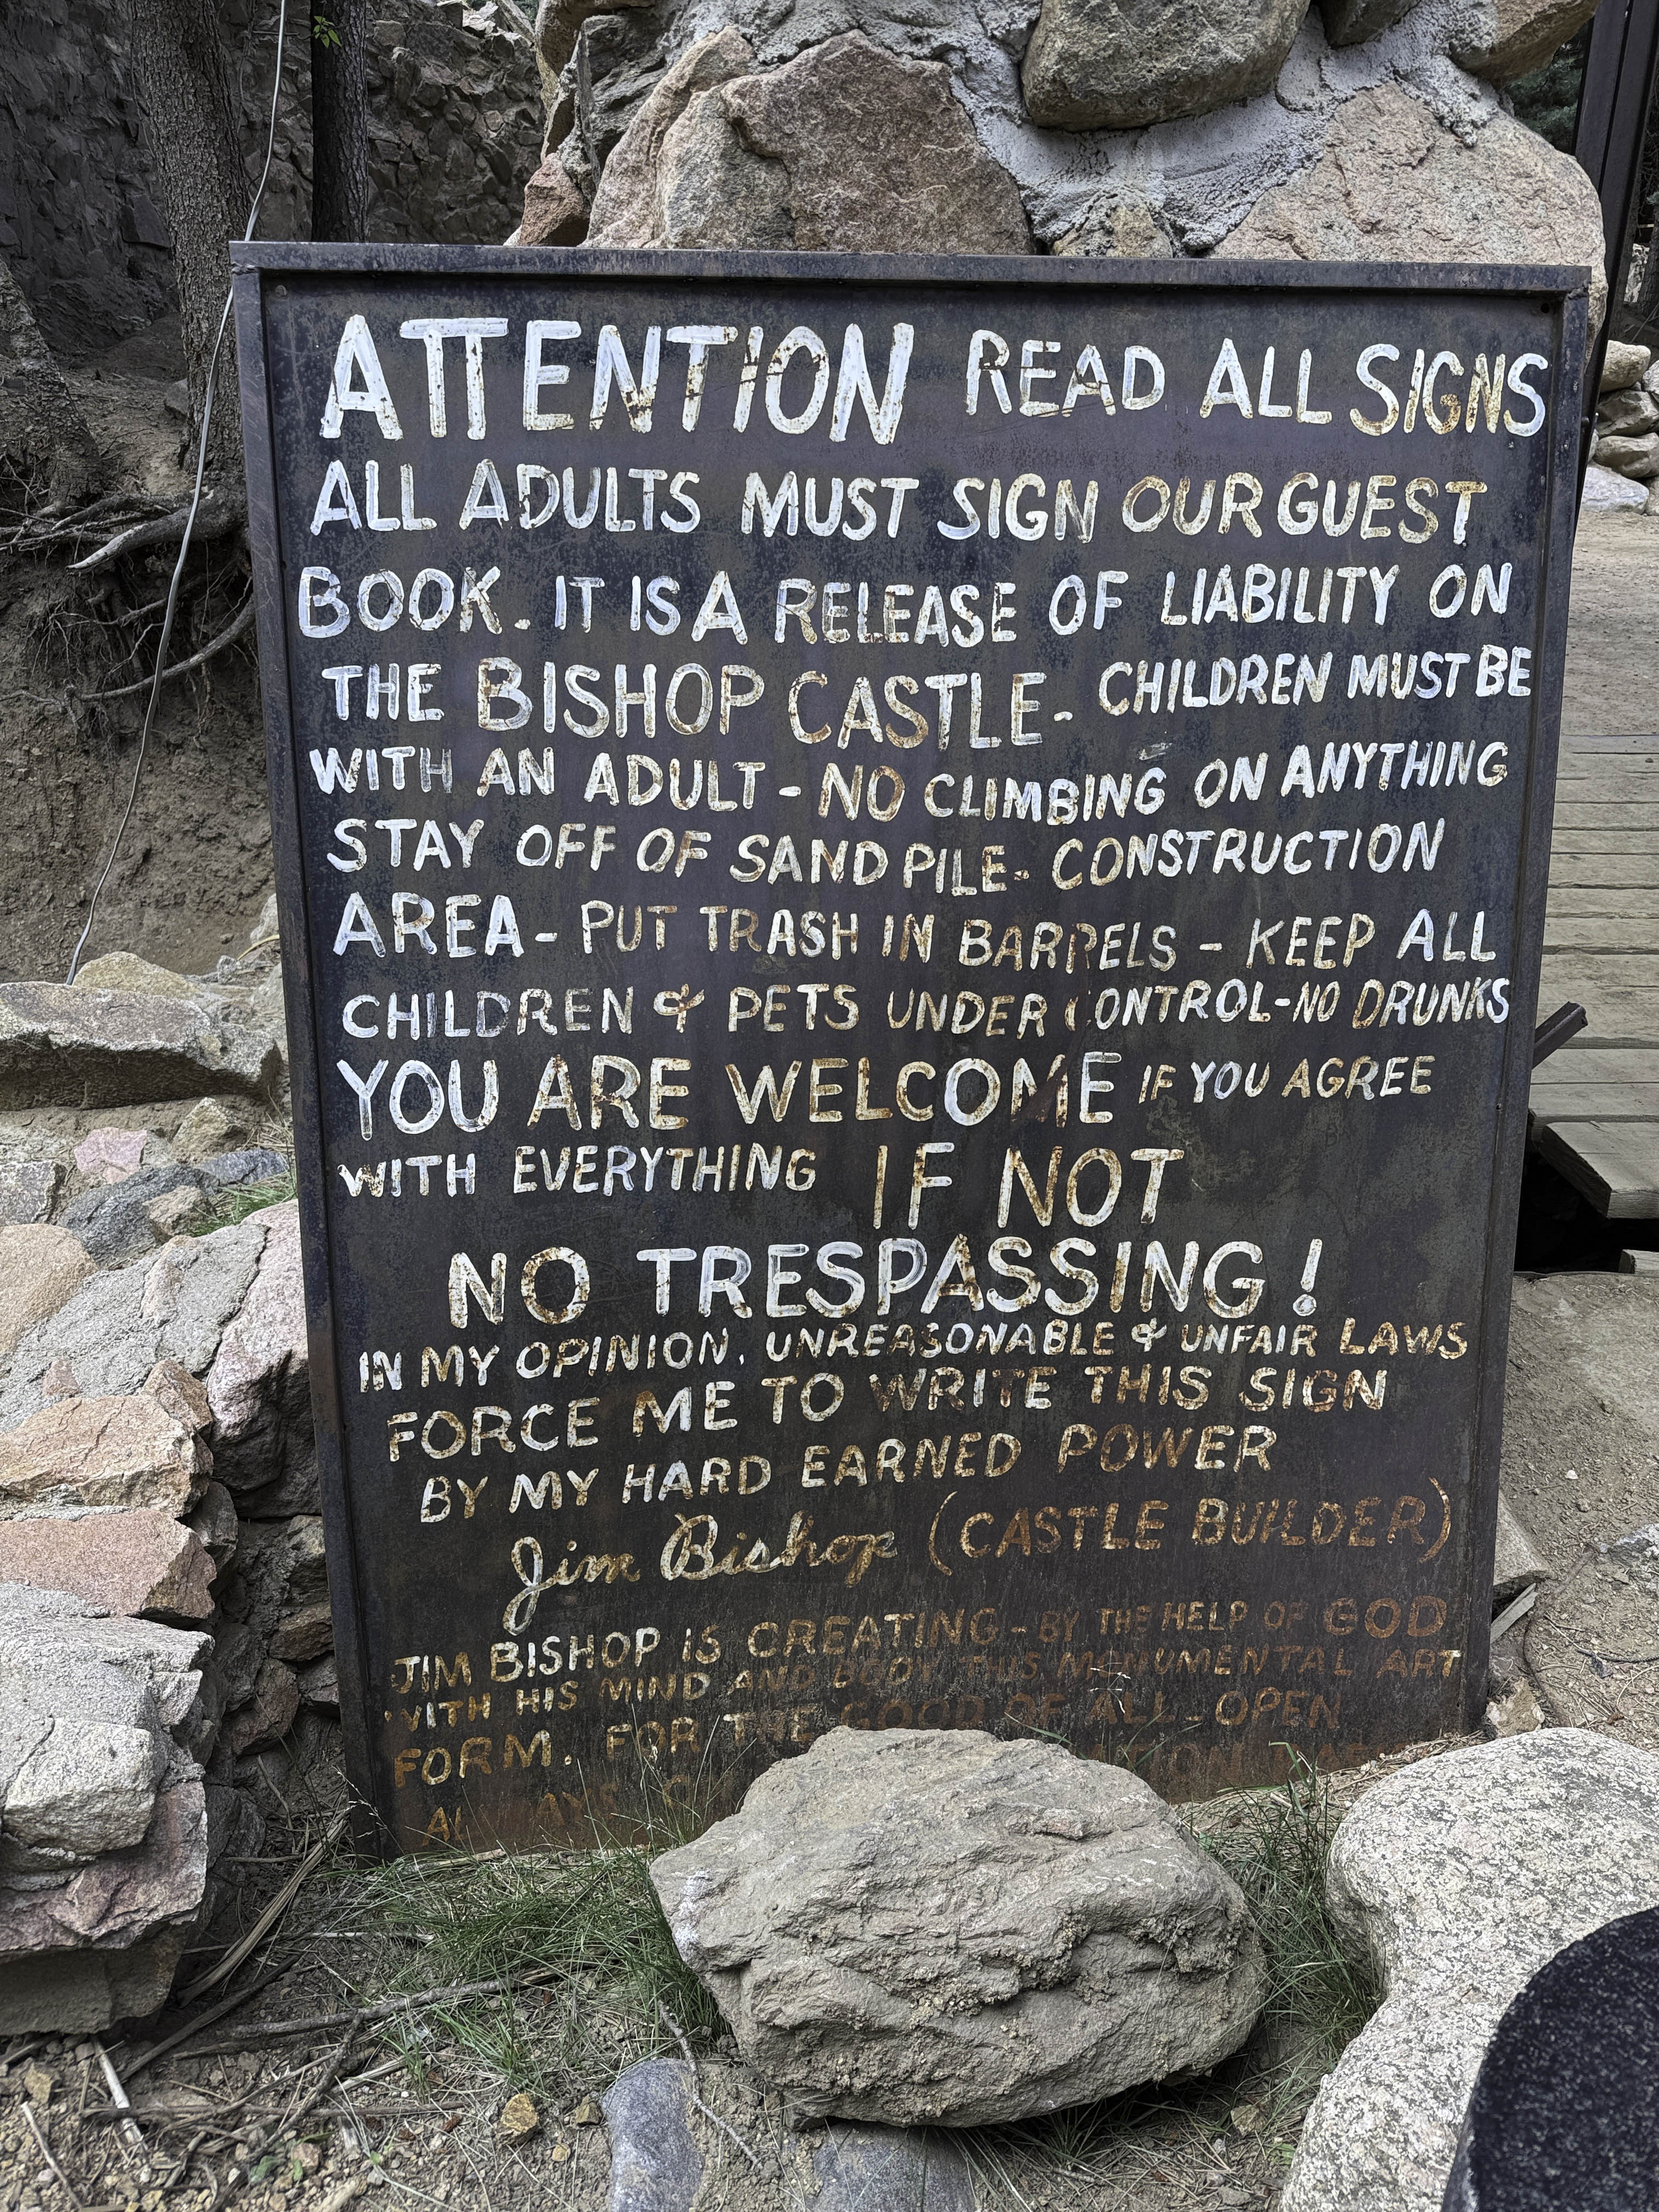 ATTENTION READ ALL SIGNS
ALL ADULTS MUST SIGN OUR GUEST
BOOK. IT IS A RELEASE OF LIABILITY ON
THE BISHOP CASTLE - CHILDREN MUST BE
WITH AN ADULT - NO CLIMBING ON ANYTHING
STAY OFF OF SAND PILE - CONSTRUCTION
AREA - PUT TRASH IN BARRELS - KEEP ALL
CHILDREN & PETS UNDER CONTROL - NO DRUNKS
YOU ARE WELCOME IF YOU AGREE
WITH EVERYTHING IF NOT
NO TRESPASSING!
IN MY OPINION, UNREASONABLE & UNFAIR LAWS
FORCE ME TO WRITE THIS SIGN
BY MY HARD EARNED POWER
Jim Bishop (CASTLE BUILDER)
JIM BISHOP IS CREATING - BY THE HELP OF GOD
WITH HIS MIND AND BODY THIS MONUMENTAL ART
FORM. FOR THE GOOD OF ALL - OPEN
ALWAYS